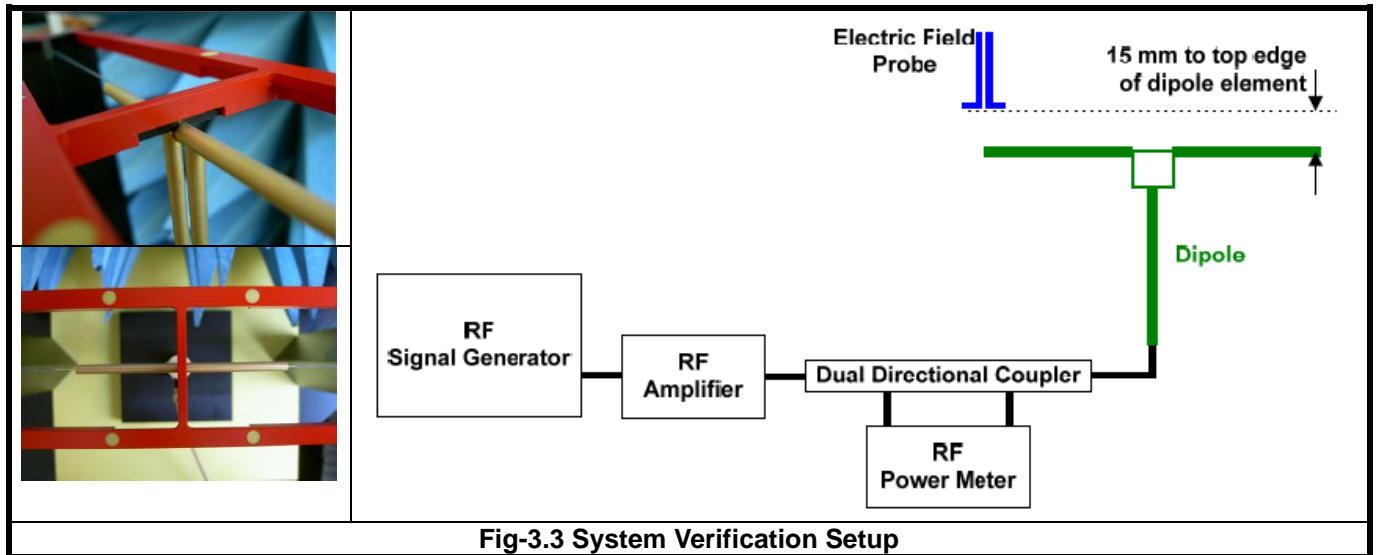 Electric Field
Probe
15 mm to top edge
of dipole element
Dipole
RF
Signal Generator
RF
Amplifier
Dual Directional Coupler
RF
Power Meter
Fig-3.3 System Verification Setup